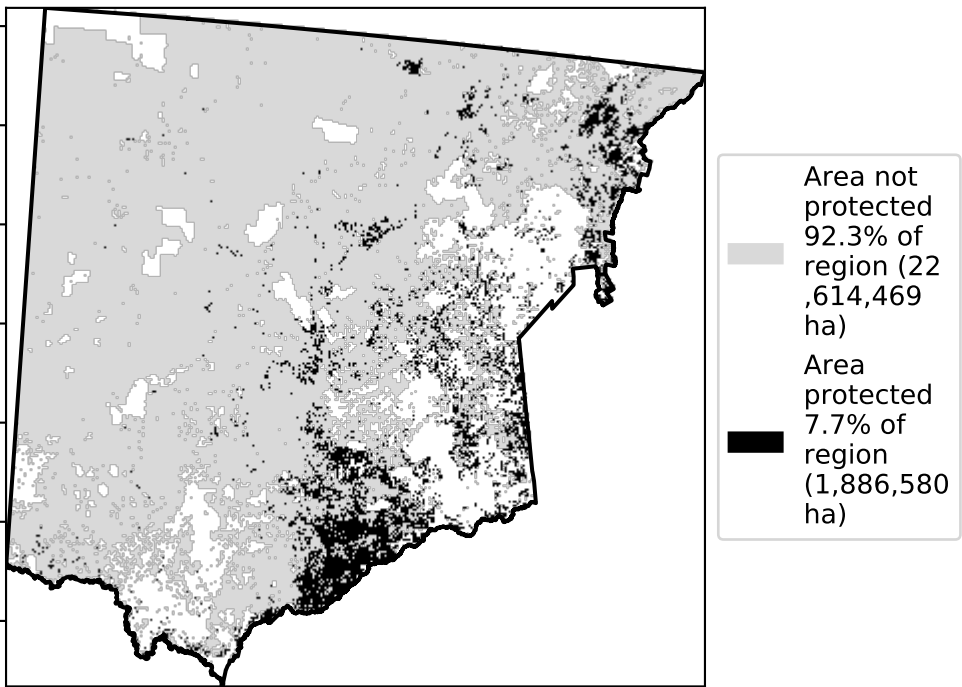 Area not
protected
92.3% of
region (22
,614,469
ha)
Area
protected
7.7% of
region
(1,886,580
ha)